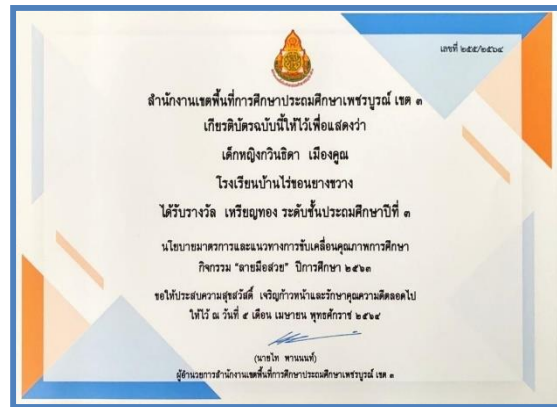 เลขที่ ๒๕๕/๒๕๖๔
สำนักงานเขตพื้นที่การศึกษาประถมศึกษาเพชรบูรณ์ เขต ๓
เกียรติบัตรฉบับนี้ให้ไว้เพื่อแสดงว่า
เด็กหญิงกวินธิดา เมืองคุณ
โรงเรียนบ้านไร่ขอนยางขวาง
ได้รับรางวัล เหรียญทอง ระดับชั้นประถมศึกษาปีที่ ๓
นโยบายมาตรการและแนวทางการขับเคลื่อนคุณภาพการศึกษา
กิจกรรม "ลายมือสวย" ปีการศึกษา ๒๕๖๓
ขอให้ประสบความสุขสวัสดิ์ เจริญก้าวหน้าและรักษาคุณความดีตลอดไป
ให้ไว้ ณ วันที่ ๕ เดือน เมษายน พุทธศักราช ๒๕๖๔
(นายไท พานนนท์)
ผู้อำนวยการสำนักงานเขตพื้นที่การศึกษาประถมศึกษาเพชรบูรณ์ เขต ๓